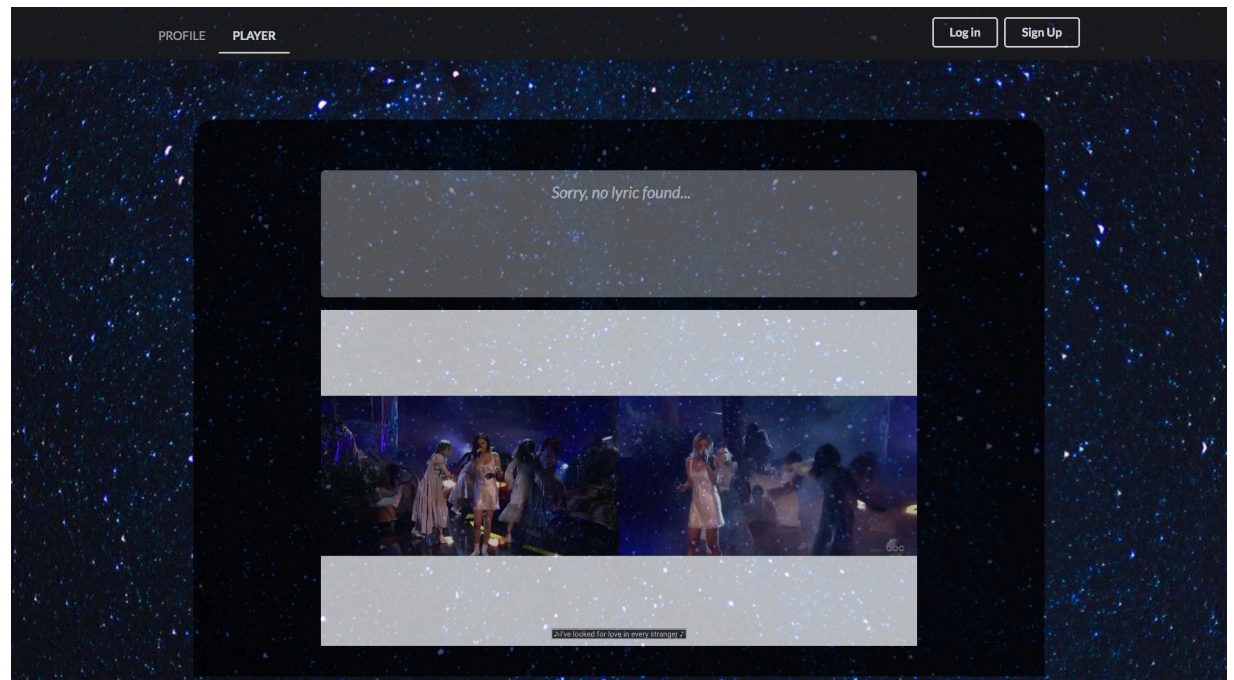 PROFILE PLAYER Log in Sign Up
Sorry, no lyric found...
abc
♪I've looked for love in every stranger ♪